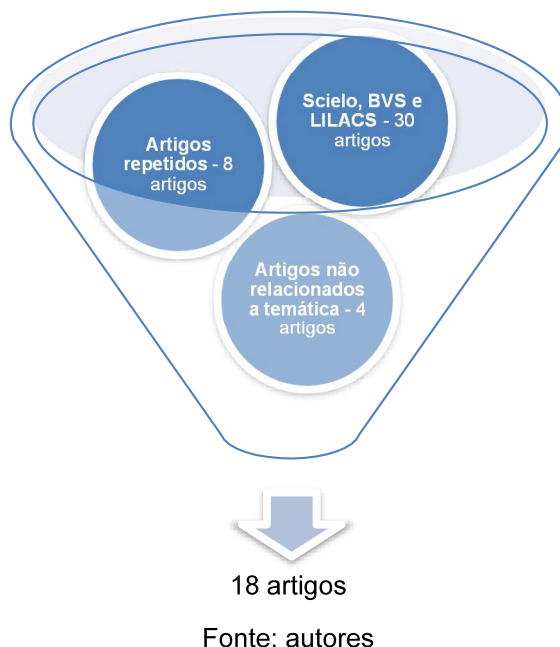 Scielo, BVS e
LILACS - 30
artigos
Artigos
repetidos - 8
artigos
Artigos não
relacionados
a temática - 4
artigos
18 artigos
Fonte: autores